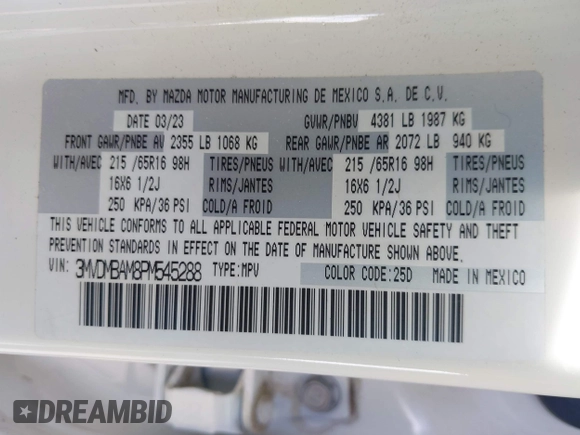 MFD. BY MAZDA MOTOR MANUFACTURING DE MEXICO S.A. DE C.V.
DATE 03/23 GVWR/PNBV 4381 LB 1987 KG
FRONT GAWR/PNBE AV 2355 LB 1068 KG REAR GAWR/PNBE AR 2072 LB 940 KG
WITH/AVEC 215 /65R16 98H TIRES/PNEUS WITH/AVEC 215 /65R16 98H TIRES/PNEUS
16X6 1/2J RIMS/JANTES 16X6 1/2J RIMS/JANTES
250 KPA/36 PSI COLD/A FROID 250 KPA/36 PSI COLD/A FROID
THIS VEHICLE CONFORMS TO ALL APPLICABLE FEDERAL MOTOR VEHICLE SAFETY AND THEFT
PREVENTION STANDARDS IN EFFECT ON THE DATE OF MANUFACTURE SHOWN ABOVE.
VIN: 3MVDMBAM8PM545288 TYPE:MPV COLOR CODE:25D MADE IN MEXICO
DREAMBID